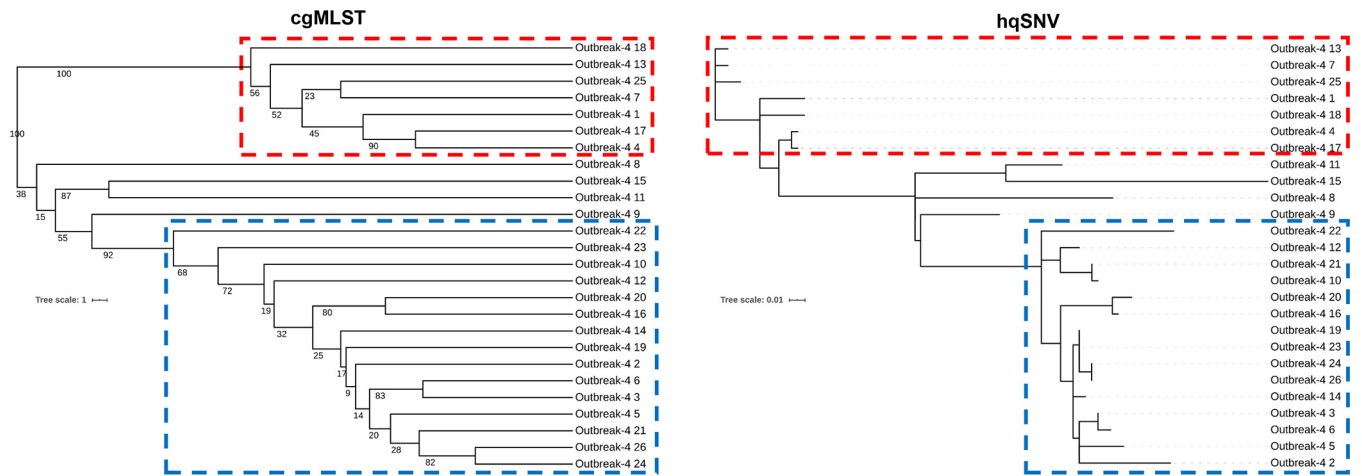 cgMLST
Outbreak-4 18
Outbreak-4 13
Outbreak-4 25
Outbreak-4 7
Outbreak-4 1
Outbreak-4 17
Outbreak-4 4
Outbreak-4 8
Outbreak-4 15
Outbreak-4 11
Outbreak-4 9
Outbreak-4 22
Outbreak-4 23
Outbreak-4 10
Outbreak-4 12
Outbreak-4 20
Outbreak-4 16
Outbreak-4 14
Outbreak-4 19
Outbreak-4 2
Outbreak-4 6
Outbreak-4 3
Outbreak-4 5
Outbreak-4 21
Outbreak-4 26
Outbreak-4 24
100
100
56
23
52
45
90
38
87
15
55
92
68
72
19
80
32
25
17
9
83
14
20
28
82
Tree scale: 1
hqSNV
Outbreak-4 13
Outbreak-4 7
Outbreak-4 25
Outbreak-4 1
Outbreak-4 18
Outbreak-4 4
Outbreak-4 17
Outbreak-4 11
Outbreak-4 15
Outbreak-4 8
Outbreak-4 9
Outbreak-4 22
Outbreak-4 12
Outbreak-4 21
Outbreak-4 10
Outbreak-4 20
Outbreak-4 16
Outbreak-4 19
Outbreak-4 23
Outbreak-4 24
Outbreak-4 26
Outbreak-4 14
Outbreak-4 3
Outbreak-4 6
Outbreak-4 5
Outbreak-4 2
Tree scale: 0.01